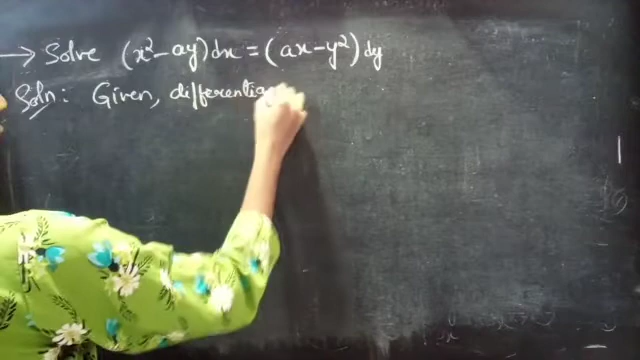 → Solve (x²-ay)dx = (ax-y²)dy
Soln: Given, differentia